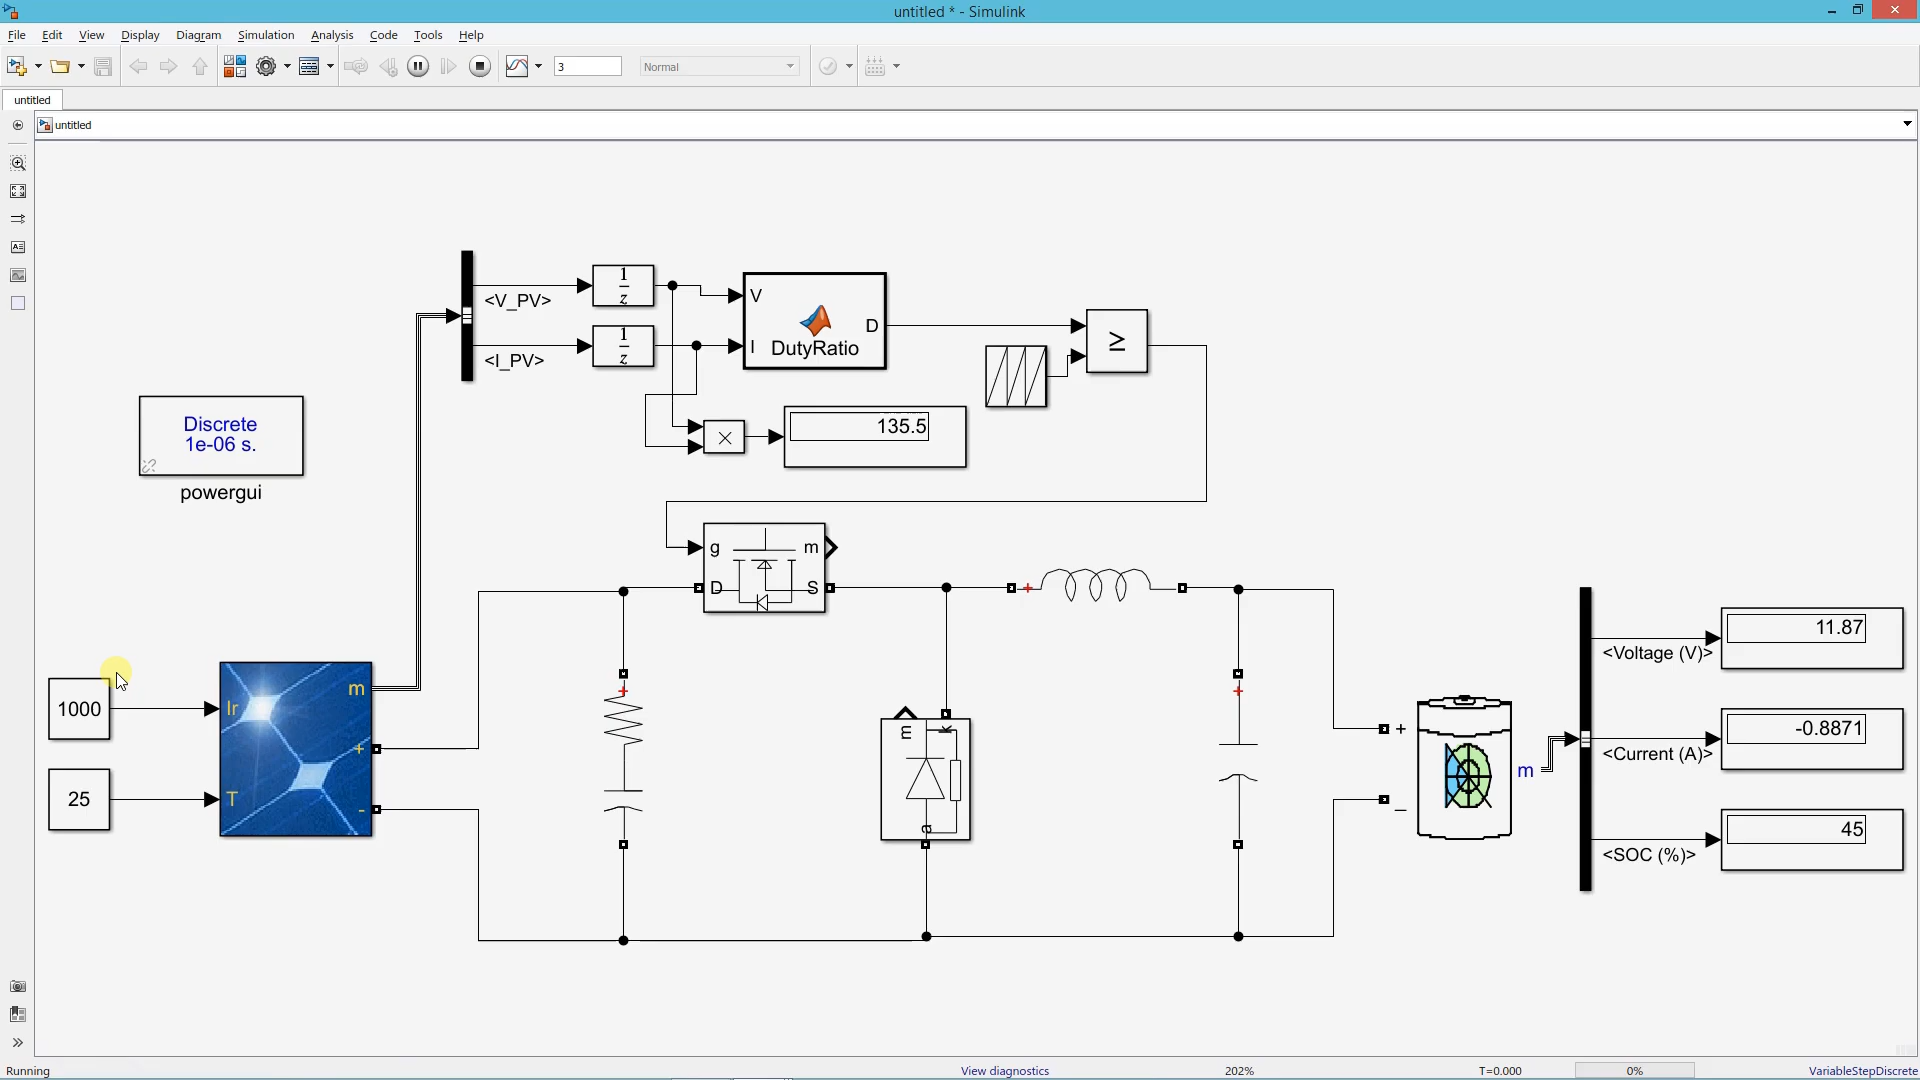 untitled * - Simulink
File Edit View Display Diagram Simulation Analysis Code Tools Help
3
Normal
untitled
untitled
<V_PV>
<I_PV>
1
z
1
z
V
I
D
DutyRatio
≥
×
135.5
Discrete
1e-06 s.
powergui
g
m
D
S
1000
25
Ir
T
m
+
-
+
+
+
m
k
a
+
–
m
<Voltage (V)>
11.87
<Current (A)>
-0.8871
<SOC (%)>
45
Running
View diagnostics
202%
T=0.000
0%
VariableStepDiscrete